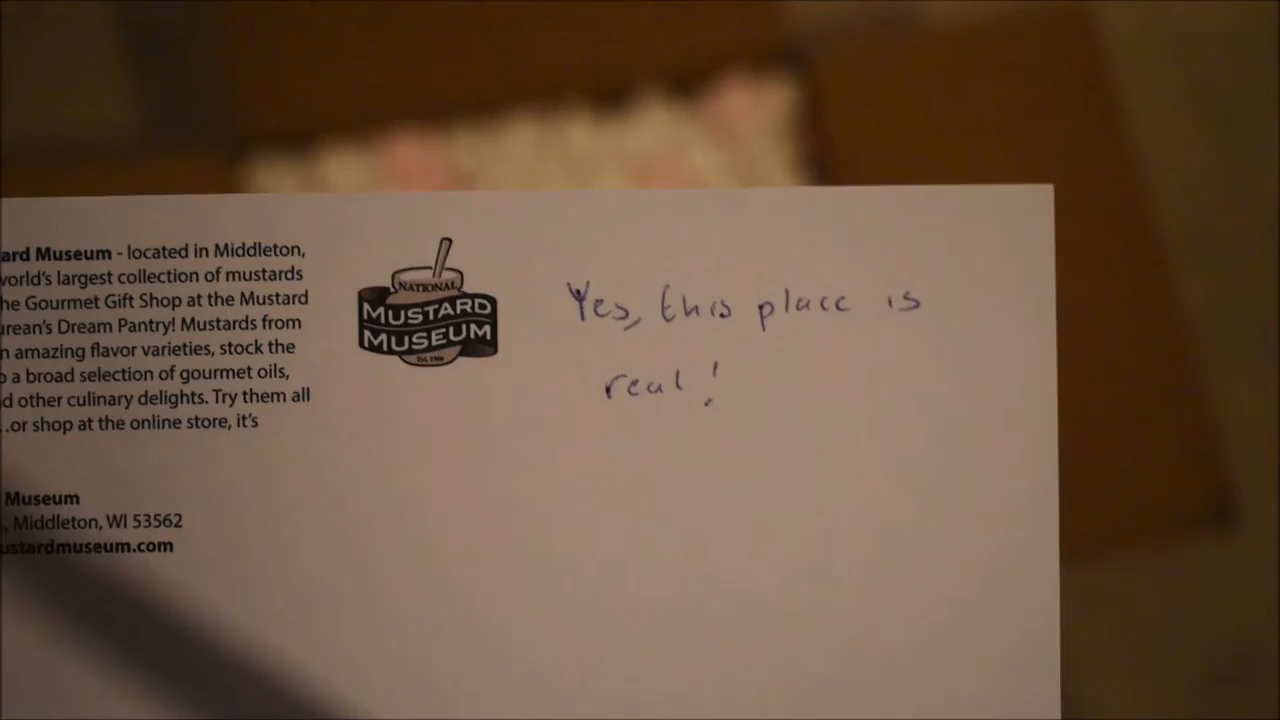 ard Museum - located in Middleton,
world's largest collection of mustards
he Gourmet Gift Shop at the Mustard
urean's Dream Pantry! Mustards from
n amazing flavor varieties, stock the
o a broad selection of gourmet oils,
d other culinary delights. Try them all
...or shop at the online store, it's
Museum
., Middleton, WI 53562
ustardmuseum.com
NATIONAL
MUSTARD
MUSEUM
Est. 1986
Yes, this place is
real!